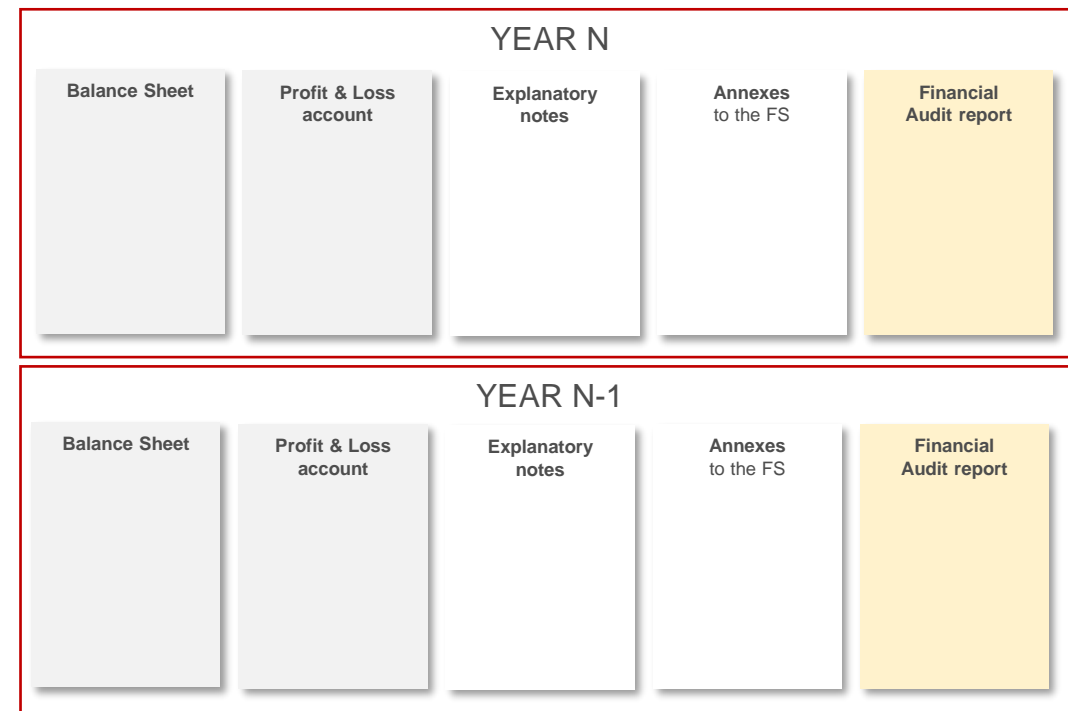 YEAR N
Balance Sheet
Profit & Loss
account
Explanatory
notes
Annexes
to the FS
Financial
Audit report
YEAR N-1
Balance Sheet
Profit & Loss
account
Explanatory
notes
Annexes
to the FS
Financial
Audit report